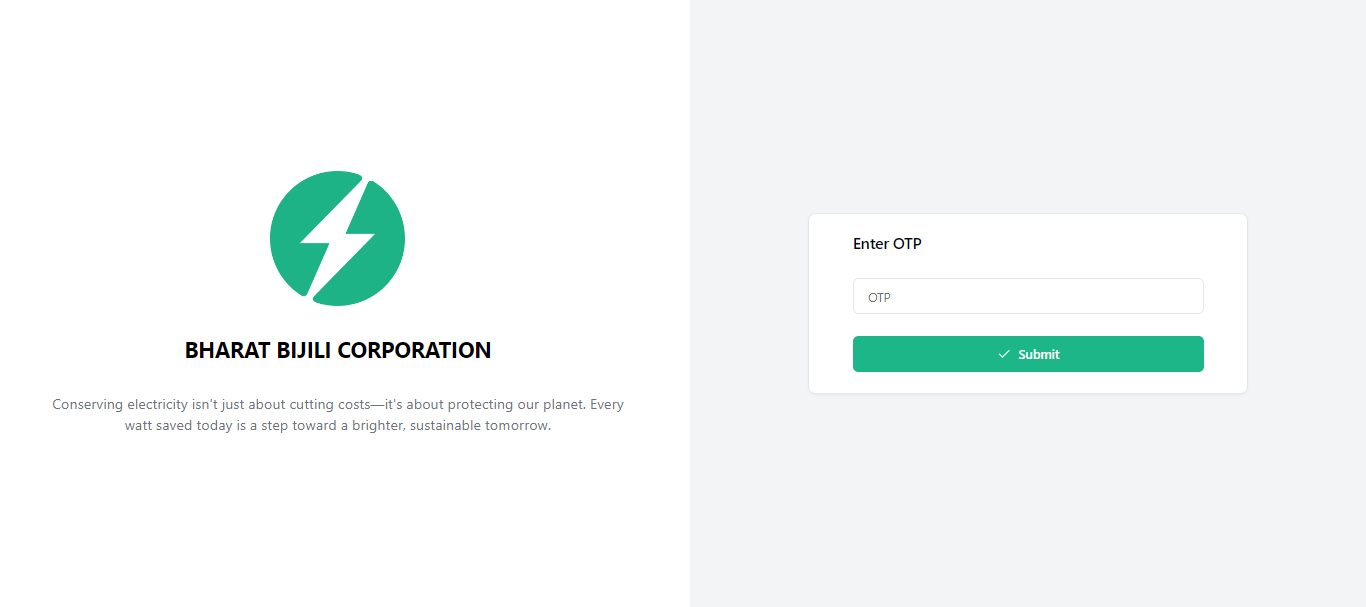 BHARAT BIJILI CORPORATION
Conserving electricity isn't just about cutting costs—it's about protecting our planet. Every
watt saved today is a step toward a brighter, sustainable tomorrow.
Enter OTP
OTP
Submit